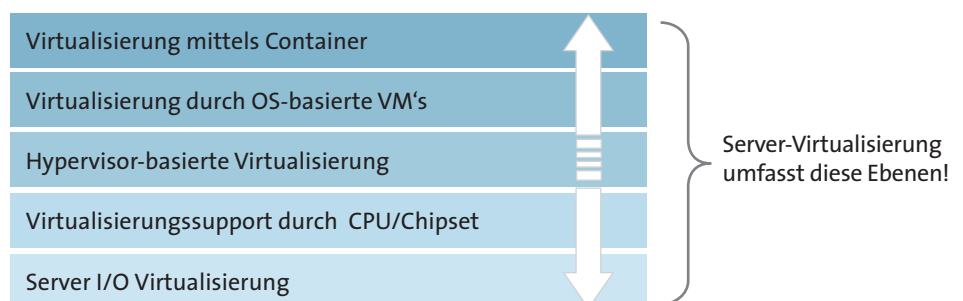 Virtualisierung mittels Container
Virtualisierung durch OS-basierte VM‘s
Hypervisor-basierte Virtualisierung
Virtualisierungssupport durch CPU/Chipset
Server I/O Virtualisierung
Server-Virtualisierung
umfasst diese Ebenen!